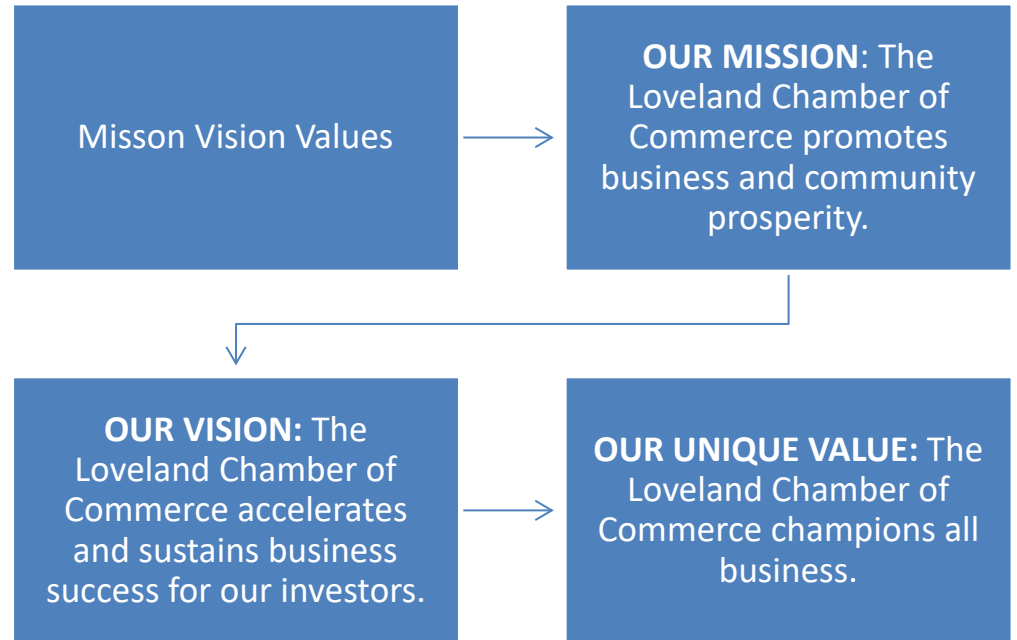 Misson Vision Values
OUR MISSION: The
Loveland Chamber of
Commerce promotes
business and community
prosperity.
OUR VISION: The
Loveland Chamber of
Commerce accelerates
and sustains business
success for our investors.
OUR UNIQUE VALUE: The
Loveland Chamber of
Commerce champions all
business.